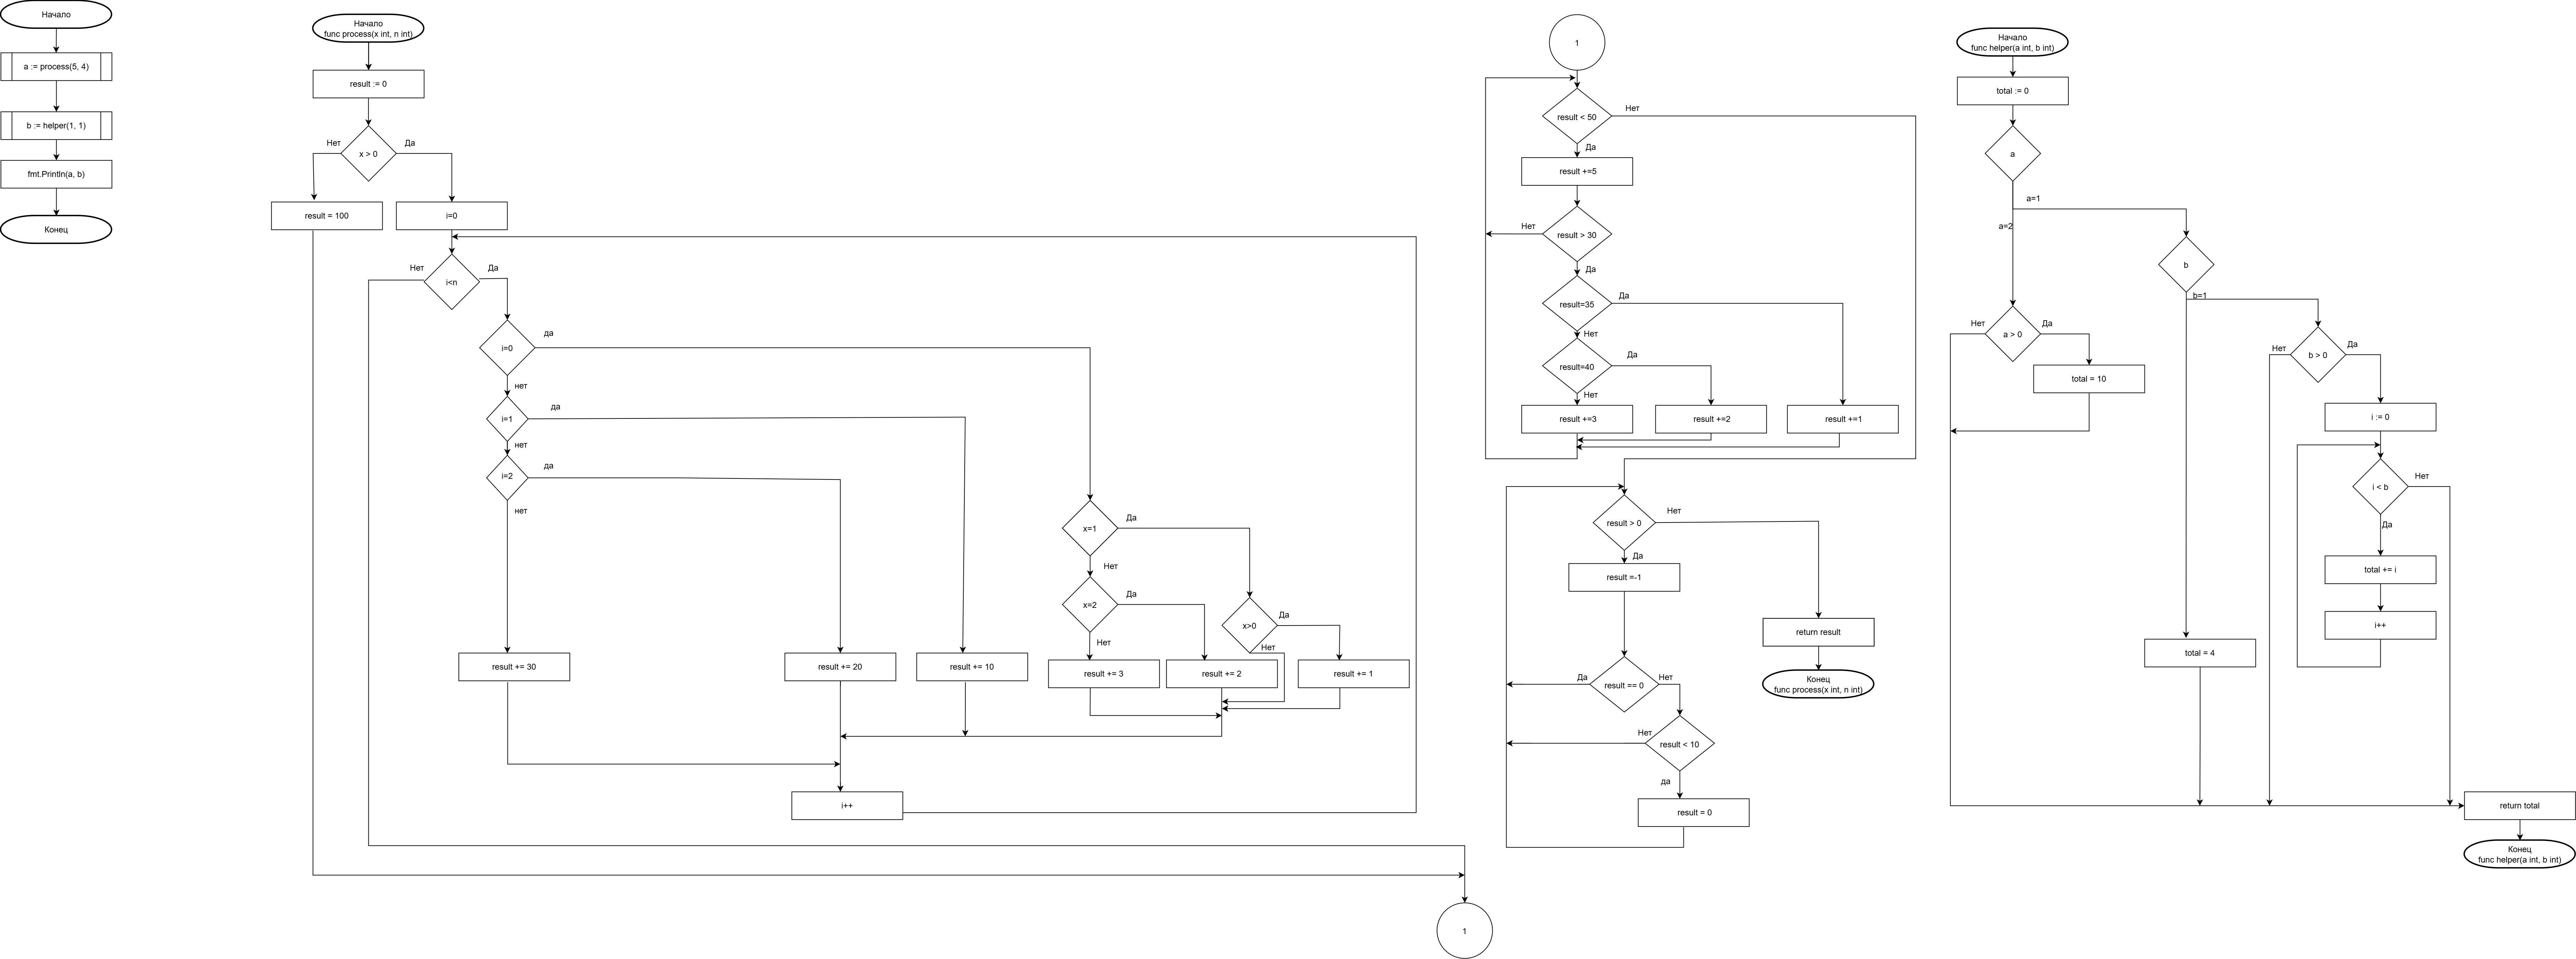 Начало
a := process(5, 4)
b := helper(1, 1)
fmt.Println(a, b)
Конец
Начало
func process(x int, n int)
result := 0
x > 0
Нет
Да
result = 100
i=0
i<n
Нет
Да
i=0
да
нет
i=1
да
нет
i=2
да
нет
x=1
Да
Нет
x=2
Да
Нет
x>0
Да
Нет
result += 30
result += 20
result += 10
result += 3
result += 2
result += 1
i++
1
1
result < 50
Нет
Да
result +=5
result > 30
Нет
Да
result=35
Да
Нет
result=40
Да
Нет
result +=3
result +=2
result +=1
result > 0
Нет
Да
result =-1
return result
Конец
func process(x int, n int)
result == 0
Да
Нет
result < 10
Нет
да
result = 0
Начало
func helper(a int, b int)
total := 0
a
a=1
a=2
b
b=1
a > 0
Нет
Да
total = 10
b > 0
Нет
Да
i := 0
i < b
Нет
Да
total += i
i++
total = 4
return total
Конец
func helper(a int, b int)